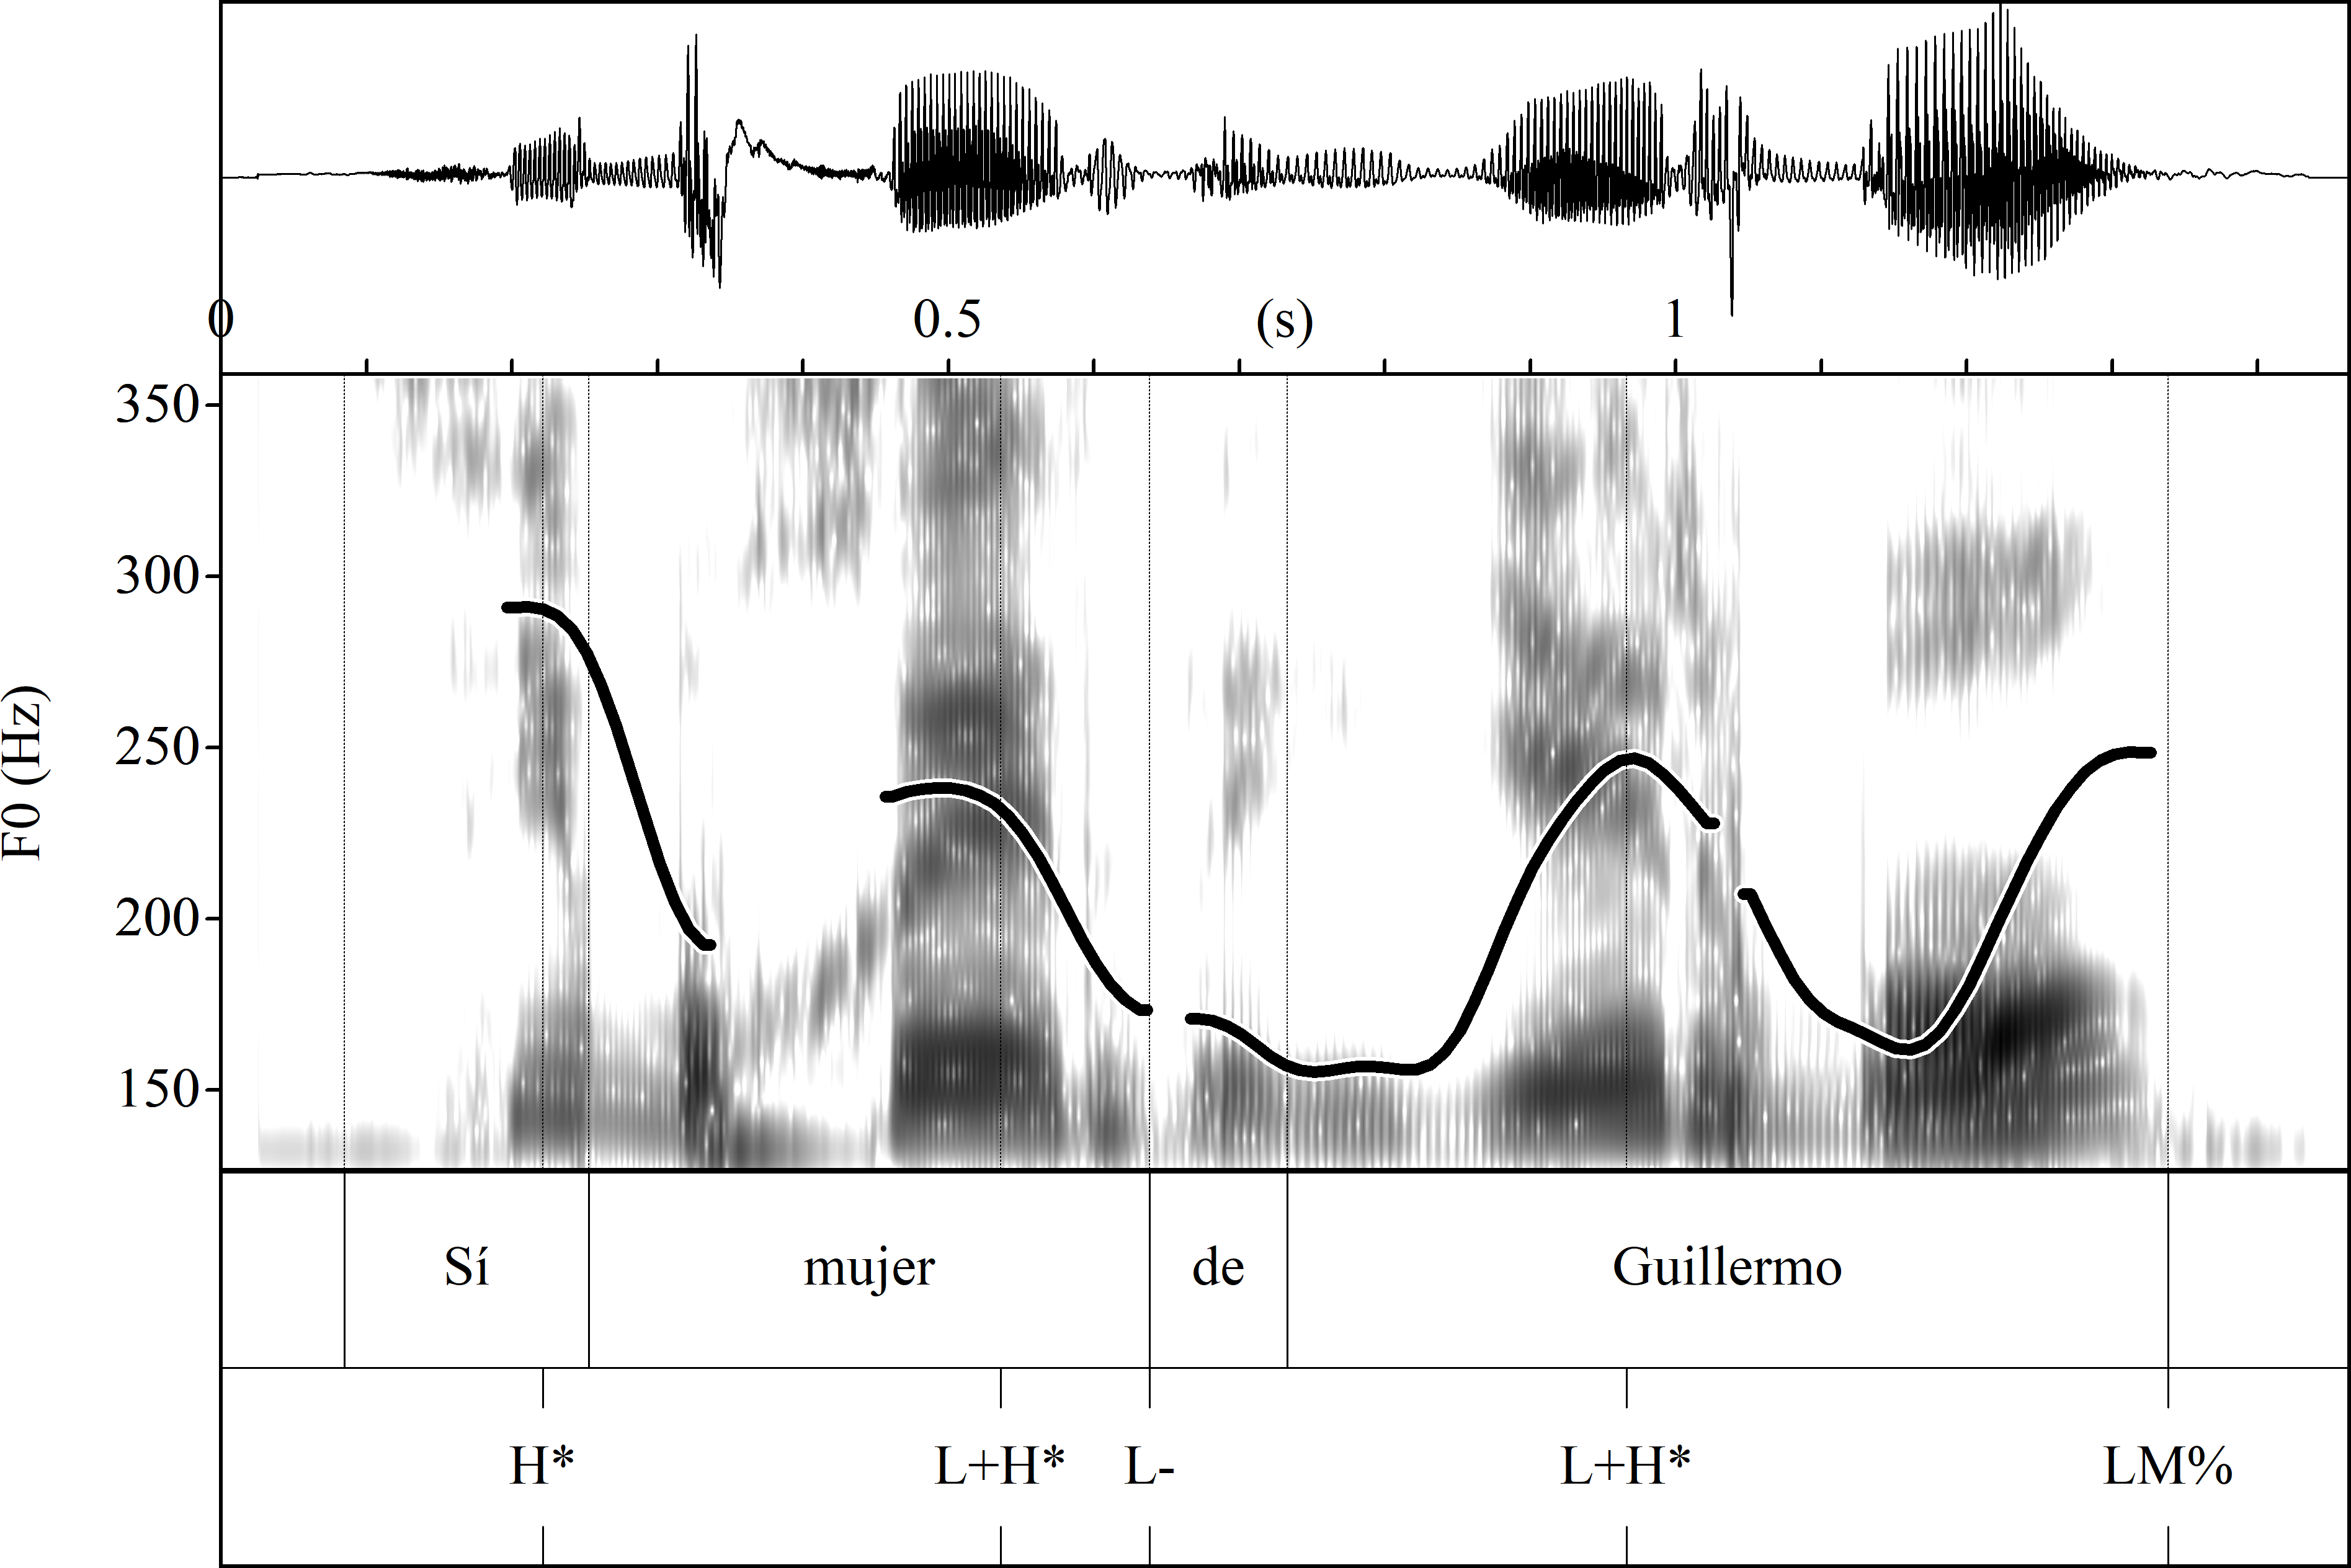 0 0.5 (s) 1
350
300
250
200
150
F0 (Hz)
Sí mujer de Guillermo
H* L+H* L- L+H* LM%